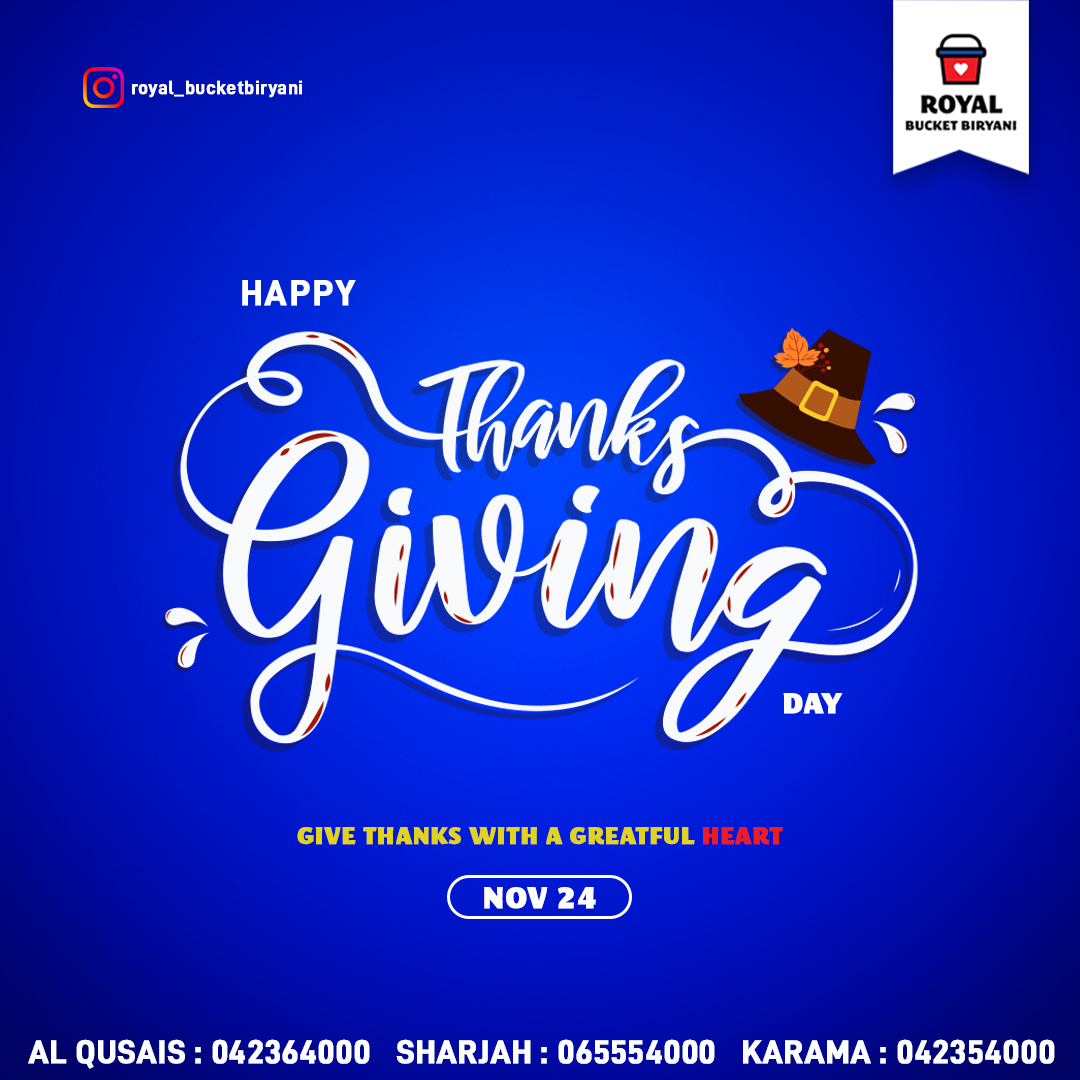 royal_bucketbiryani
ROYAL
BUCKET BIRYANI
HAPPY
Thanks
Giving
DAY
GIVE THANKS WITH A GREATFUL HEART
NOV 24
AL QUSAIS : 042364000 SHARJAH : 065554000 KARAMA : 042354000